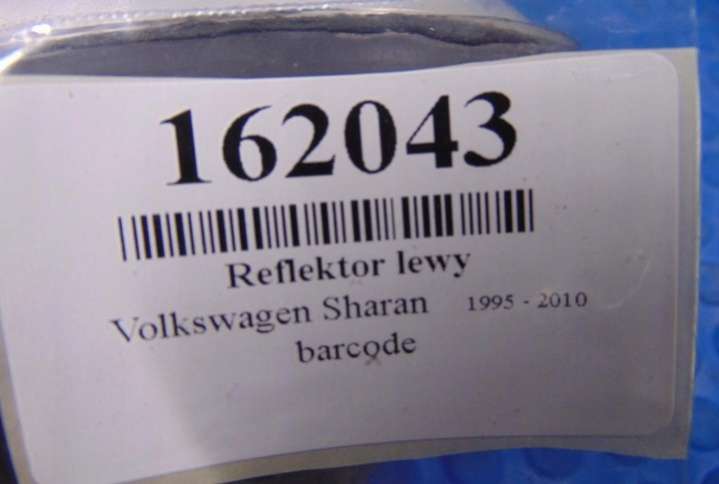 162043
Reflektor lewy
Volkswagen Sharan 1995 - 2010
barcode